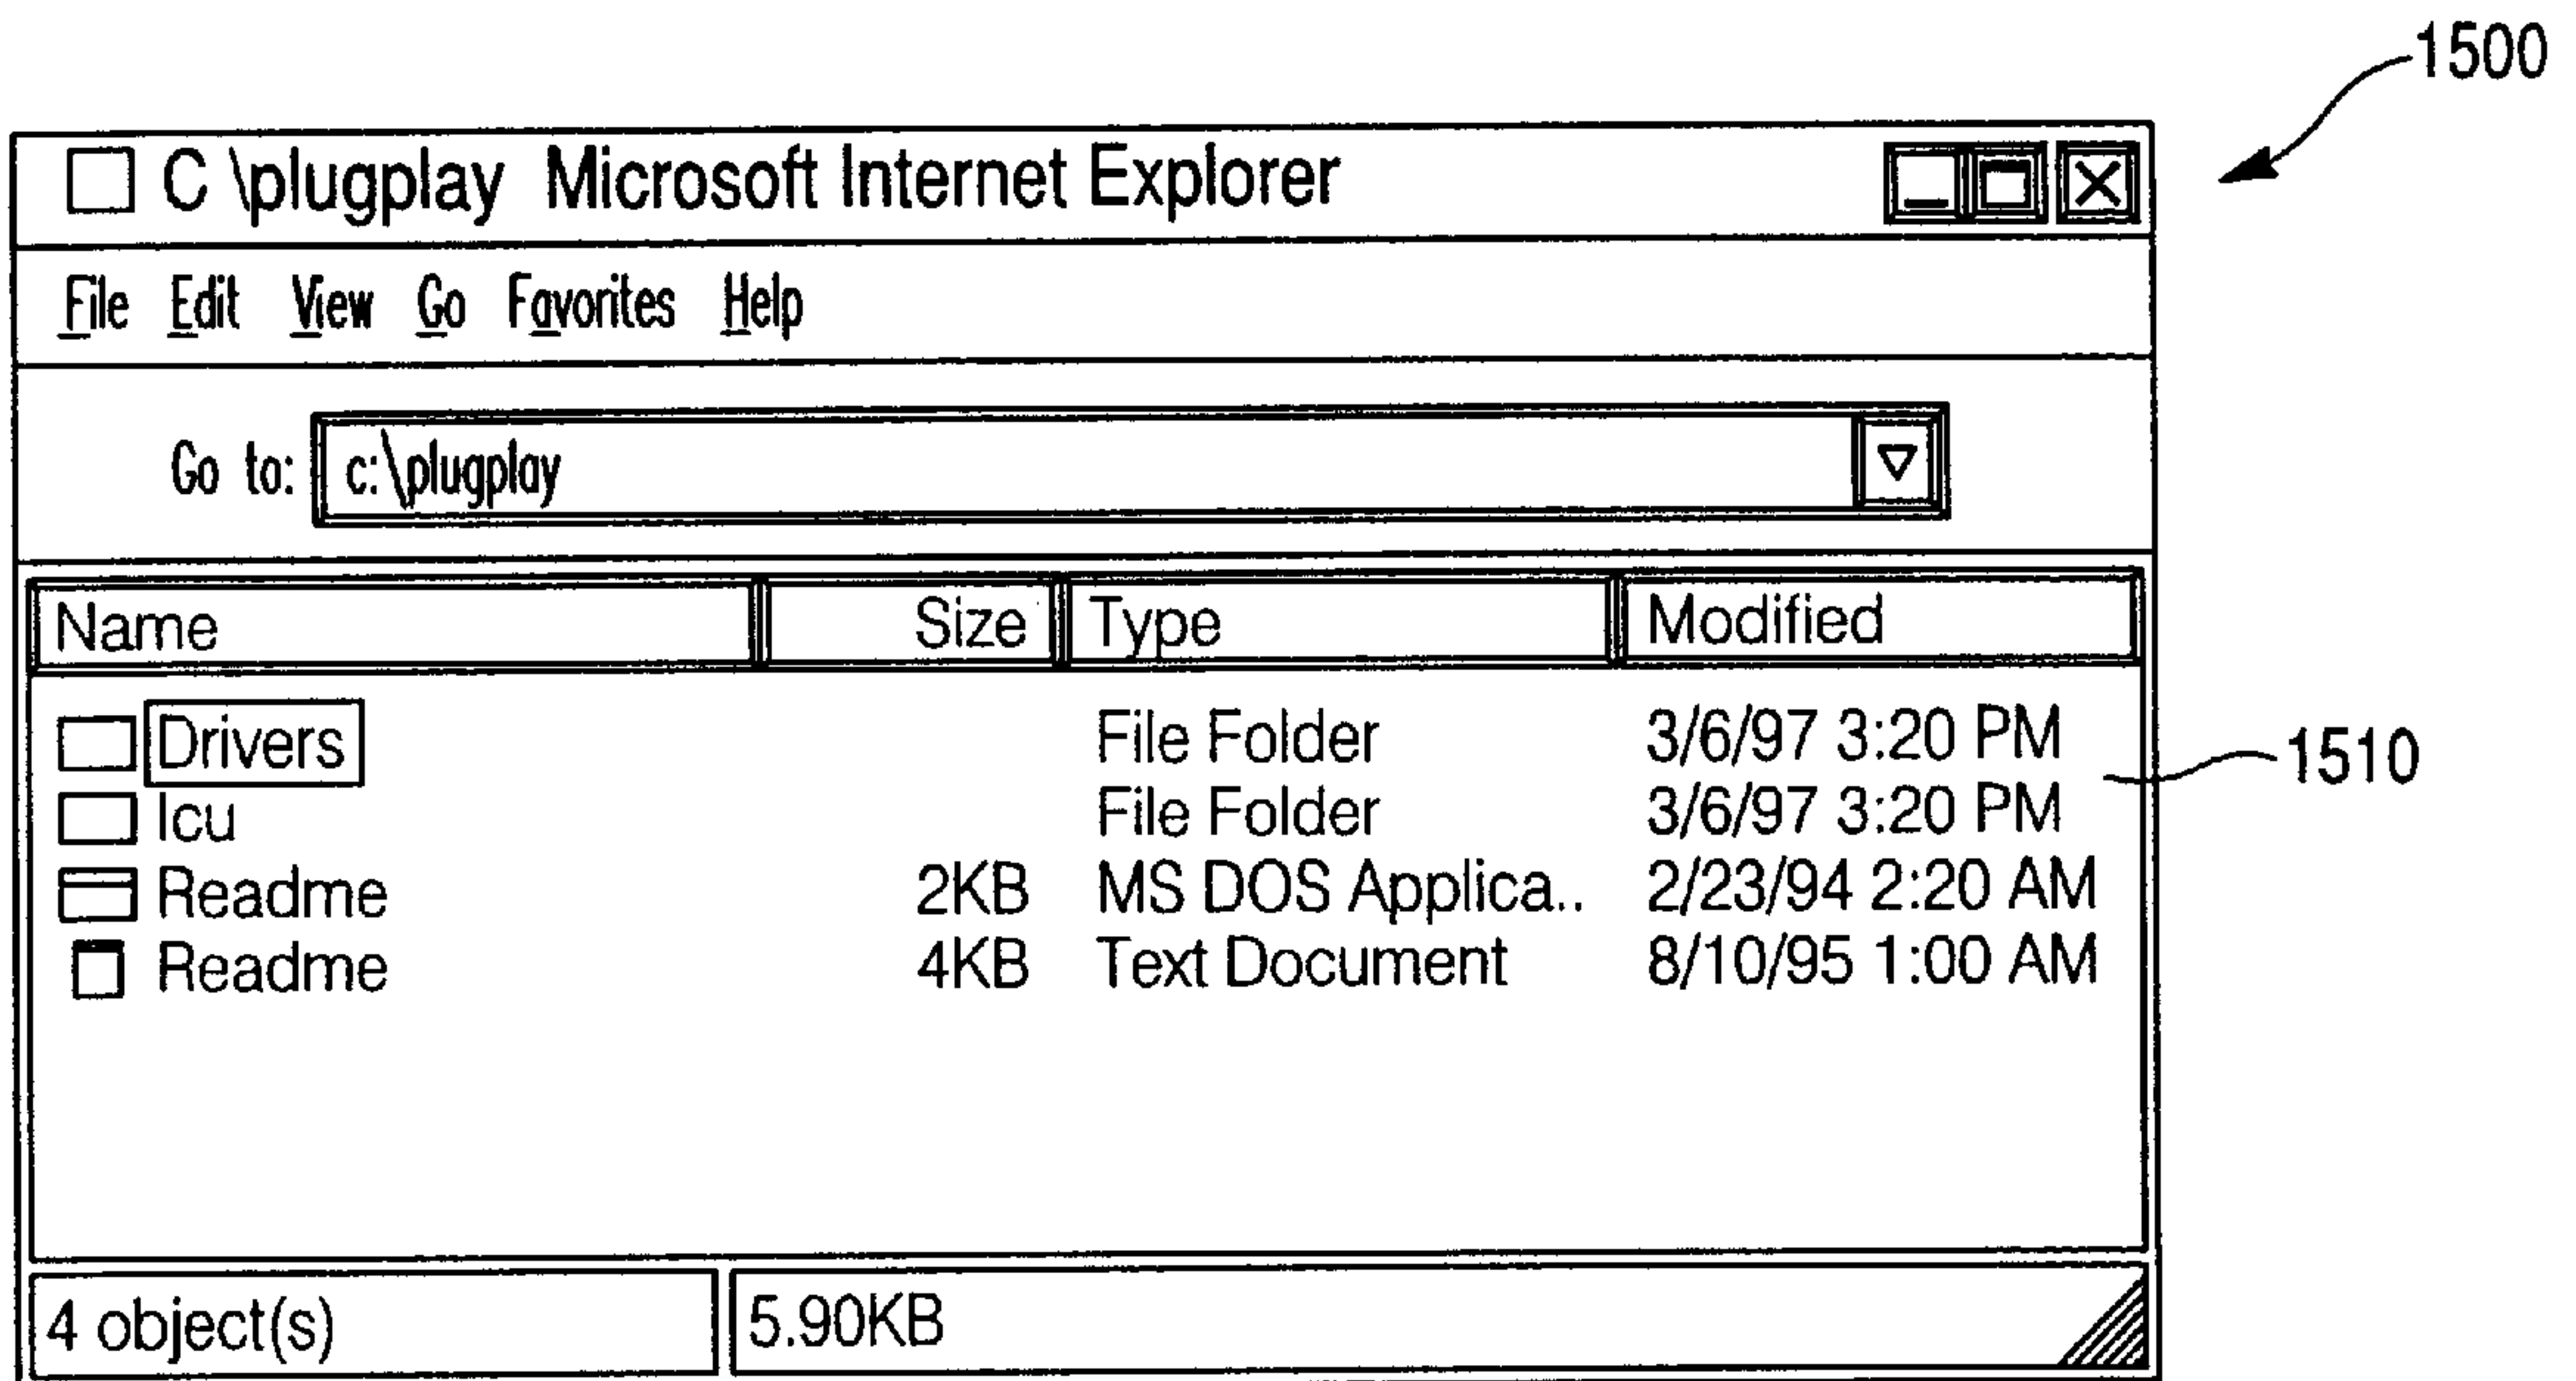 1500
C \plugplay Microsoft Internet Explorer
File Edit View Go Favorites Help
Go to: c:\plugplay
Name Size Type Modified
Drivers File Folder 3/6/97 3:20 PM
1510
Icu File Folder 3/6/97 3:20 PM
Readme 2KB MS DOS Applica.. 2/23/94 2:20 AM
Readme 4KB Text Document 8/10/95 1:00 AM
4 object(s) 5.90KB